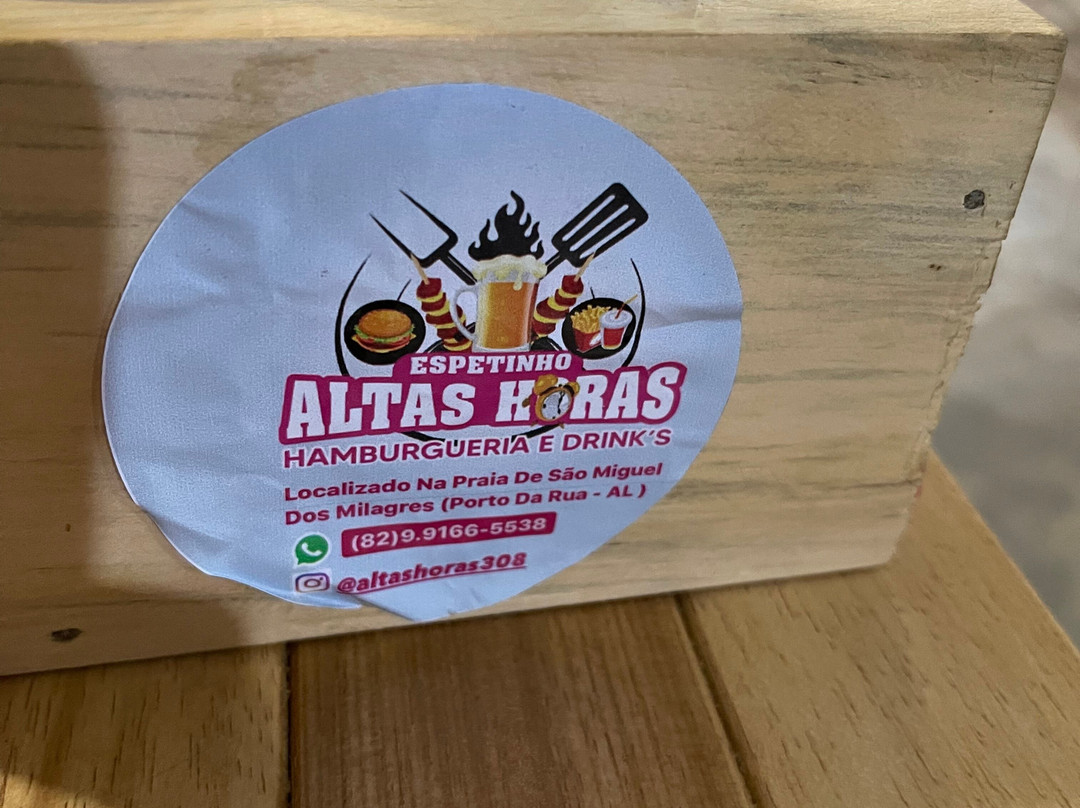 ESPETINHO
ALTAS HORAS
HAMBURGUERIA E DRINK'S
Localizado Na Praia De São Miguel
Dos Milagres (Porto Da Rua - AL )
(82)9.9166-5538
@altashoras308